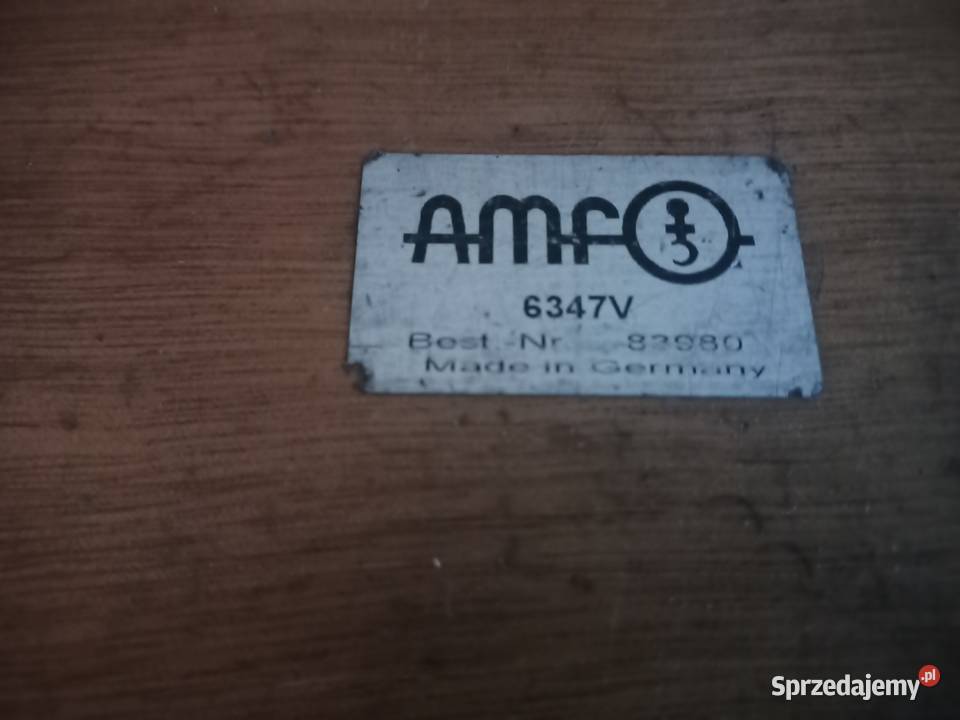 AMF
6347V
Best.-Nr. 83980
Made in Germany
Sprzedajemy.pl